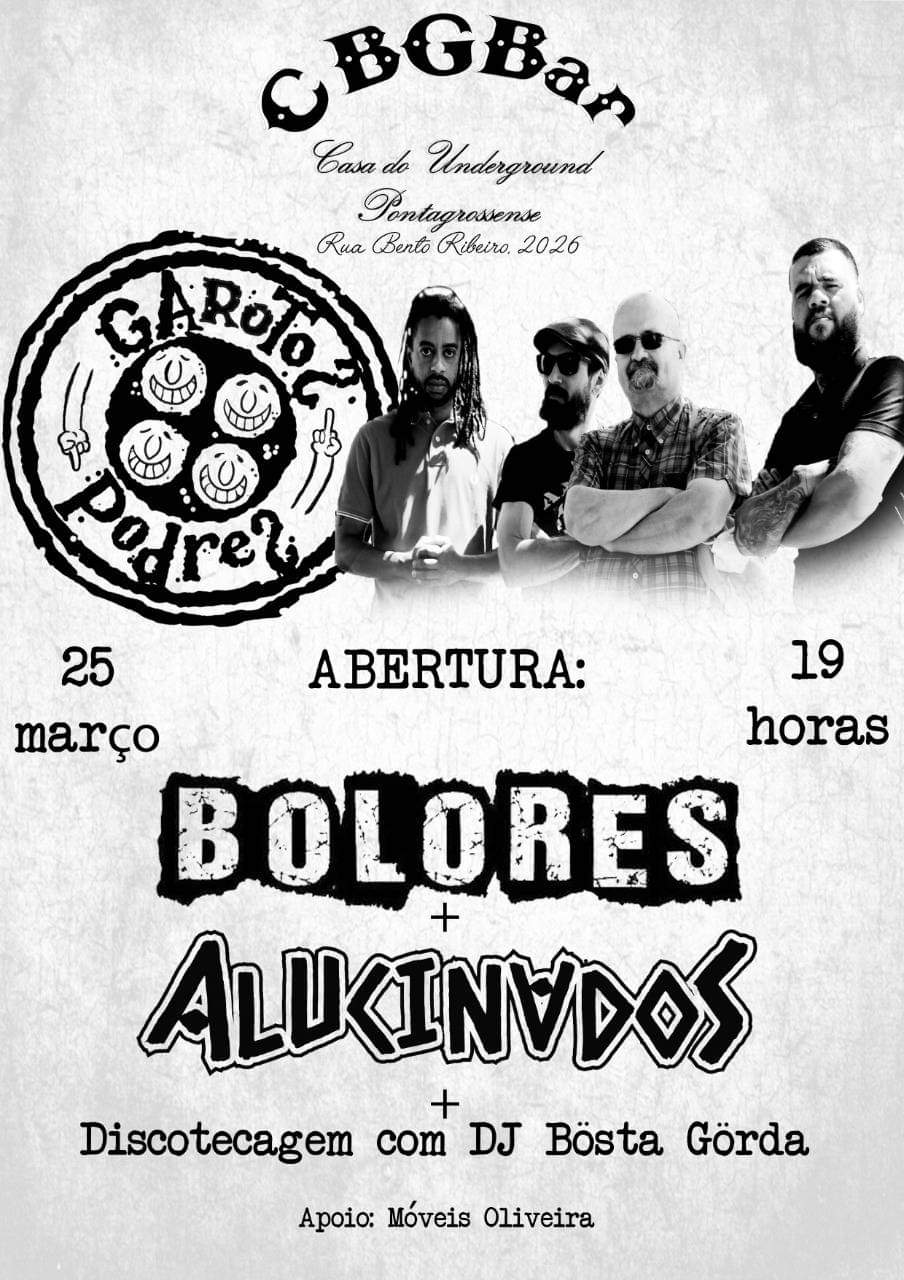 CBGBar
Casa do Underground
Pontagrossense
Rua Bento Ribeiro, 2026
GAROTOS
PODRES
25
março
ABERTURA:
19
horas
BOLORES
+
ALUCINADOS
+
Discotecagem com DJ Bösta Görda
Apoio: Móveis Oliveira